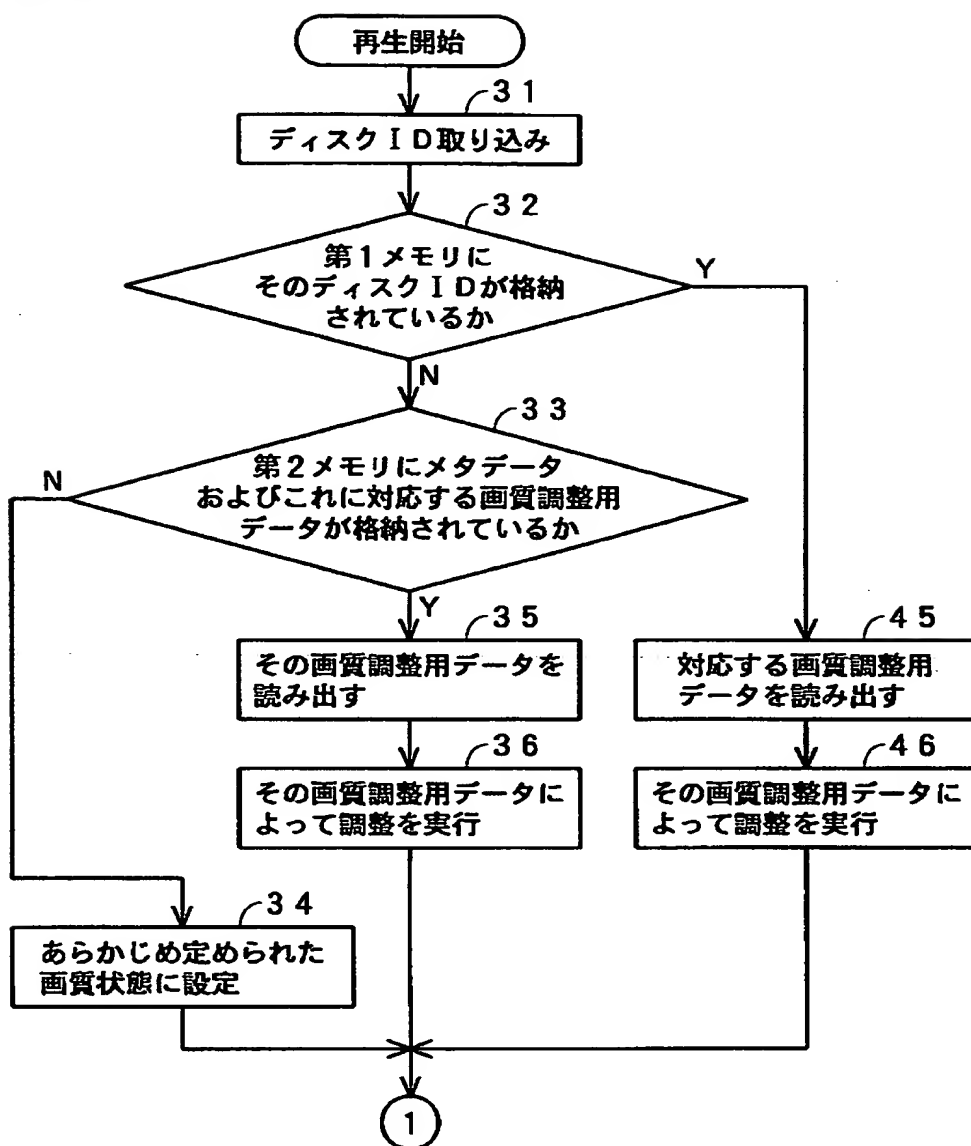 再生開始
31
ディスクID取り込み
32
第1メモリに
そのディスクIDが格納
されているか
Y
N
33
第2メモリにメタデータ
およびこれに対応する画質調整用
データが格納されているか
N
Y
35
その画質調整用データを
読み出す
45
対応する画質調整用
データを読み出す
36
その画質調整用データに
よって調整を実行
46
その画質調整用データに
よって調整を実行
34
あらかじめ定められた
画質状態に設定
1